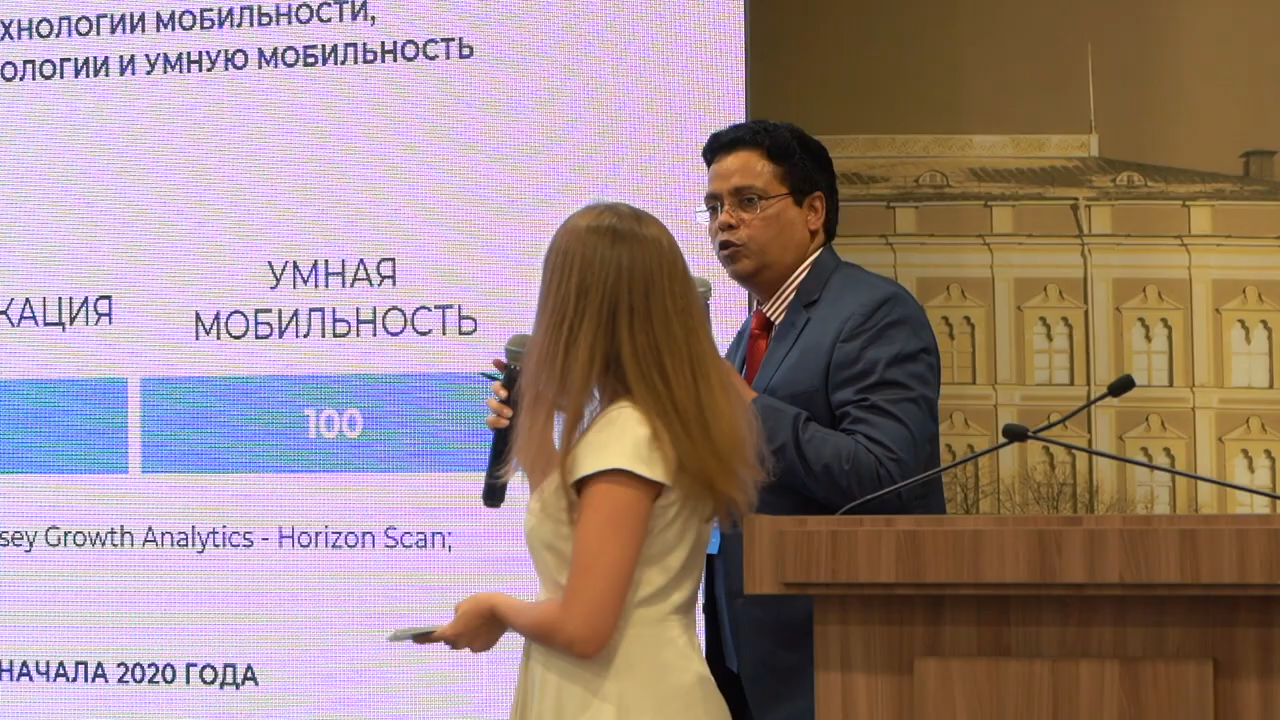 ХНОЛОГИИ МОБИЛЬНОСТИ,
ОЛОГИИ И УМНУЮ МОБИЛЬНОСТЬ
КАЦИЯ
УМНАЯ
МОБИЛЬНОСТЬ
100
sey Growth Analytics - Horizon Scan;
НАЧАЛА 2020 ГОДА